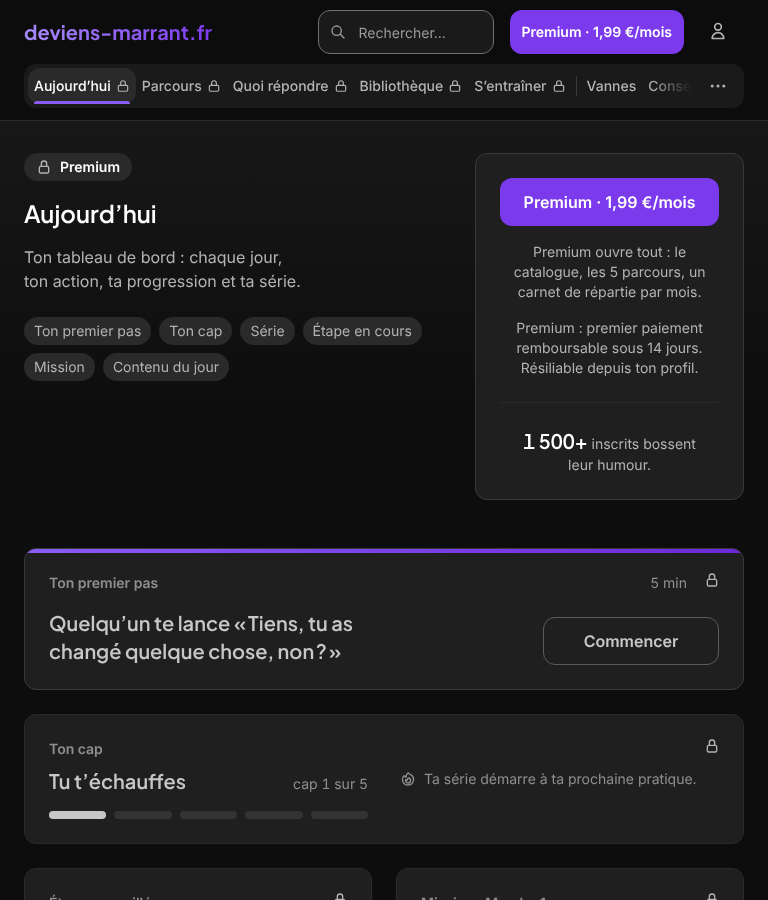 deviens-marrant.fr
Rechercher...
Premium · 1,99 €/mois
Aujourd’hui
Parcours
Quoi répondre
Bibliothèque
S’entraîner
Vannes
Conse
Premium
Aujourd’hui
Ton tableau de bord : chaque jour,
ton action, ta progression et ta série.
Ton premier pas
Ton cap
Série
Étape en cours
Mission
Contenu du jour
Premium · 1,99 €/mois
Premium ouvre tout : le
catalogue, les 5 parcours, un
carnet de répartie par mois.
Premium : premier paiement
remboursable sous 14 jours.
Résiliable depuis ton profil.
1 500+ inscrits bossent
leur humour.
Ton premier pas
5 min
Quelqu’un te lance « Tiens, tu as
changé quelque chose, non ? »
Commencer
Ton cap
Tu t’échauffes
cap 1 sur 5
Ta série démarre à ta prochaine pratique.